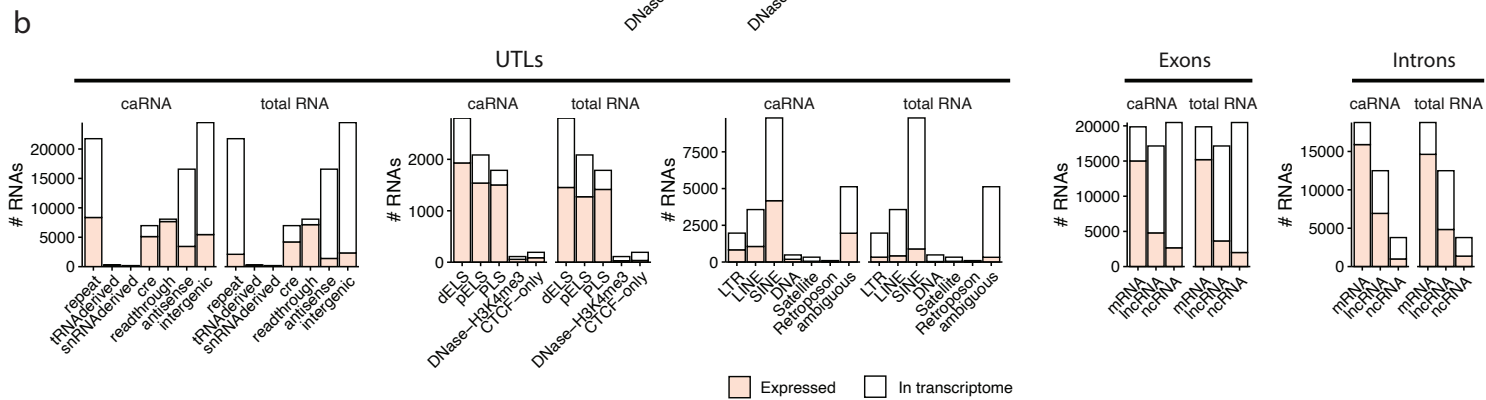 DNase
DNase
b
UTLs
Exons
Introns
caRNA
total RNA
caRNA
total RNA
caRNA
total RNA
caRNA
total RNA
caRNA
total RNA
# RNAs
20000
15000
10000
5000
0
repeat
tRNAderived
snRNAderived
cre
readthrough
antisense
intergenic
repeat
tRNAderived
snRNAderived
cre
readthrough
antisense
intergenic
# RNAs
2000
1000
0
dELS
pELS
PLS
DNase−H3K4me3
CTCF−only
dELS
pELS
PLS
DNase−H3K4me3
CTCF−only
# RNAs
7500
5000
2500
0
LTR
LINE
SINE
DNA
Satellite
Retroposon
ambiguous
LTR
LINE
SINE
DNA
Satellite
Retroposon
ambiguous
# RNAs
20000
15000
10000
5000
0
mRNA
lncRNA
ncRNA
mRNA
lncRNA
ncRNA
# RNAs
15000
10000
5000
0
mRNA
lncRNA
ncRNA
mRNA
lncRNA
ncRNA
Expressed
In transcriptome